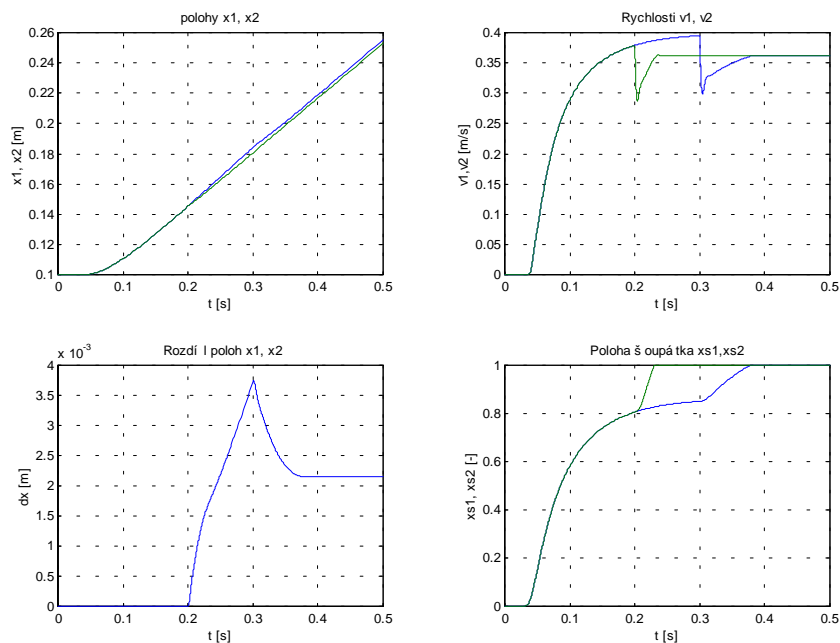 polohy x1, x2
0.26
0.24
0.22
0.2
0.18
0.16
0.14
0.12
0.1
x1, x2 [m]
0 0.1 0.2 0.3 0.4 0.5
t [s]
Rychlosti v1, v2
0.4
0.35
0.3
0.25
0.2
0.15
0.1
0.05
0
v1,v2 [m/s]
0 0.1 0.2 0.3 0.4 0.5
t [s]
Rozdí l poloh x1, x2
x 10⁻³
4
3.5
3
2.5
2
1.5
1
0.5
0
dx [m]
0 0.1 0.2 0.3 0.4 0.5
t [s]
Poloha š oupátka xs1,xs2
1
0.8
0.6
0.4
0.2
0
xs1, xs2 [-]
0 0.1 0.2 0.3 0.4 0.5
t [s]